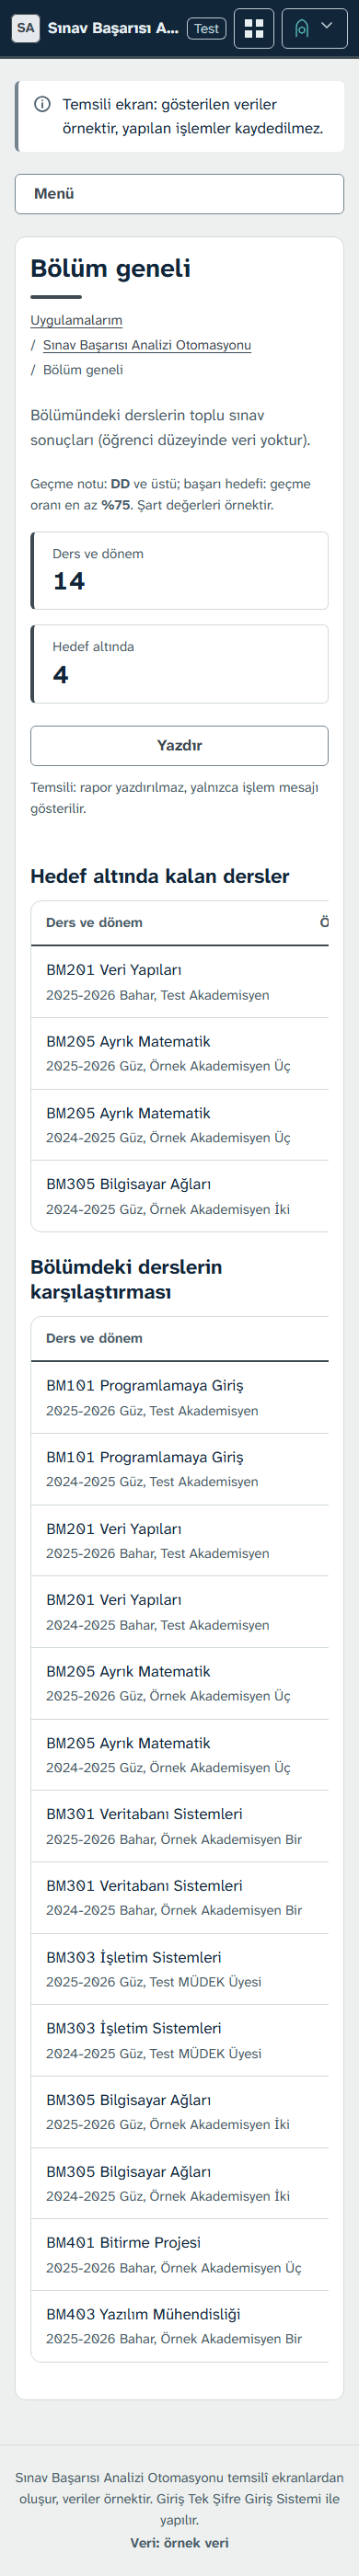 SA Sınav Başarısı A... Test
Temsili ekran: gösterilen veriler
örnektir, yapılan işlemler kaydedilmez.
Menü
Bölüm geneli
Uygulamalarım
/ Sınav Başarısı Analizi Otomasyonu
/ Bölüm geneli
Bölümündeki derslerin toplu sınav
sonuçları (öğrenci düzeyinde veri yoktur).
Geçme notu: DD ve üstü; başarı hedefi: geçme
oranı en az %75. Şart değerleri örnektir.
Ders ve dönem
14
Hedef altında
4
Yazdır
Temsili: rapor yazdırılmaz, yalnızca işlem mesajı
gösterilir.
Hedef altında kalan dersler
Ders ve dönem Ö
BM201 Veri Yapıları
2025-2026 Bahar, Test Akademisyen
BM205 Ayrık Matematik
2025-2026 Güz, Örnek Akademisyen Üç
BM205 Ayrık Matematik
2024-2025 Güz, Örnek Akademisyen Üç
BM305 Bilgisayar Ağları
2024-2025 Güz, Örnek Akademisyen İki
Bölümdeki derslerin
karşılaştırması
Ders ve dönem
BM101 Programlamaya Giriş
2025-2026 Güz, Test Akademisyen
BM101 Programlamaya Giriş
2024-2025 Güz, Test Akademisyen
BM201 Veri Yapıları
2025-2026 Bahar, Test Akademisyen
BM201 Veri Yapıları
2024-2025 Bahar, Test Akademisyen
BM205 Ayrık Matematik
2025-2026 Güz, Örnek Akademisyen Üç
BM205 Ayrık Matematik
2024-2025 Güz, Örnek Akademisyen Üç
BM301 Veritabanı Sistemleri
2025-2026 Bahar, Örnek Akademisyen Bir
BM301 Veritabanı Sistemleri
2024-2025 Bahar, Örnek Akademisyen Bir
BM303 İşletim Sistemleri
2025-2026 Güz, Test MÜDEK Üyesi
BM303 İşletim Sistemleri
2024-2025 Güz, Test MÜDEK Üyesi
BM305 Bilgisayar Ağları
2025-2026 Güz, Örnek Akademisyen İki
BM305 Bilgisayar Ağları
2024-2025 Güz, Örnek Akademisyen İki
BM401 Bitirme Projesi
2025-2026 Bahar, Örnek Akademisyen Üç
BM403 Yazılım Mühendisliği
2025-2026 Bahar, Örnek Akademisyen Bir
Sınav Başarısı Analizi Otomasyonu temsilî ekranlardan
oluşur, veriler örnektir. Giriş Tek Şifre Giriş Sistemi ile
yapılır.
Veri: örnek veri